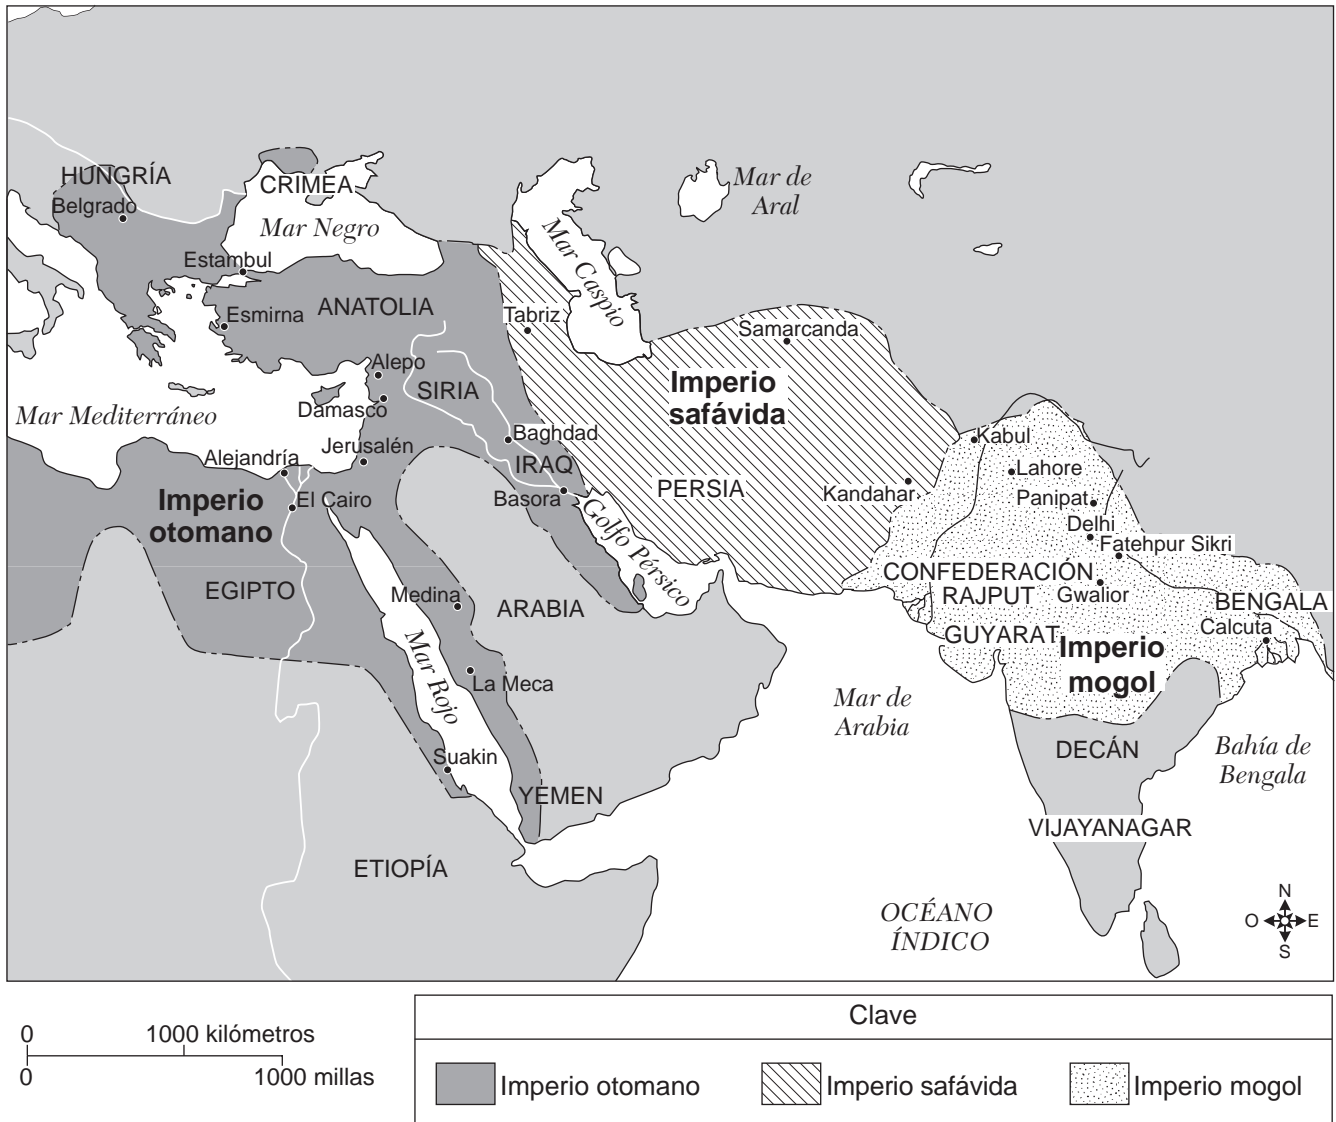 HUNGRÍA
Belgrado
CRIMEA
Mar Negro
Estambul
Esmirna
ANATOLIA
Mar de
Aral
Mar Caspio
Tabriz
Samarcanda
Imperio
safávida
Alepo
SIRIA
Damasco
Mar Mediterráneo
Jerusalén
Alejandría
Baghdad
IRAQ
Basora
PERSIA
Kandahar
Kabul
Lahore
Panipat
Delhi
Fatehpur Sikri
Imperio
otomano
El Cairo
Golfo Pérsico
EGIPTO
Medina
ARABIA
CONFEDERACIÓN
RAJPUT
Gwalior
BENGALA
Calcuta
GUYARAT
Imperio
mogol
Mar Rojo
La Meca
Mar de
Arabia
Suakin
YEMEN
DECÁN
Bahía de
Bengala
VIJAYANAGAR
ETIOPÍA
OCÉANO
ÍNDICO
N
O E
S
0 1000 kilómetros
0 1000 millas
Clave
Imperio otomano
Imperio safávida
Imperio mogol